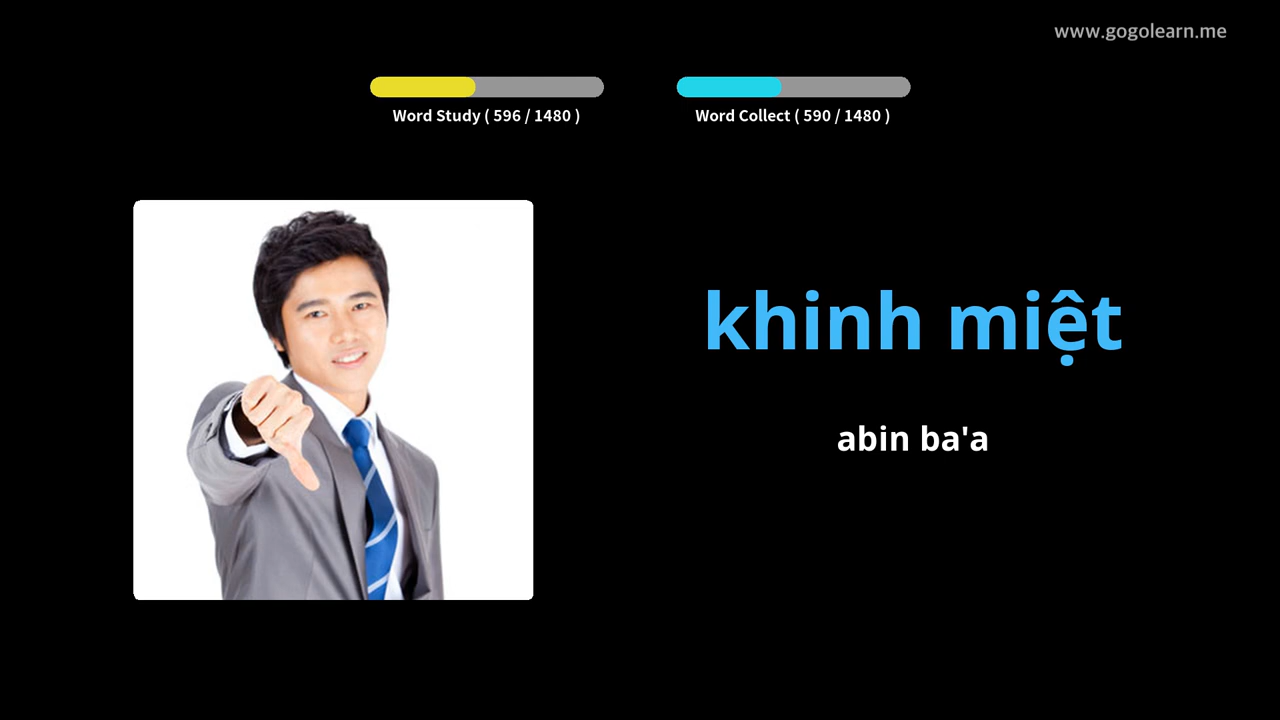 www.gogolearn.me
Word Study ( 596 / 1480 )
Word Collect ( 590 / 1480 )
khinh miệt
abin ba'a